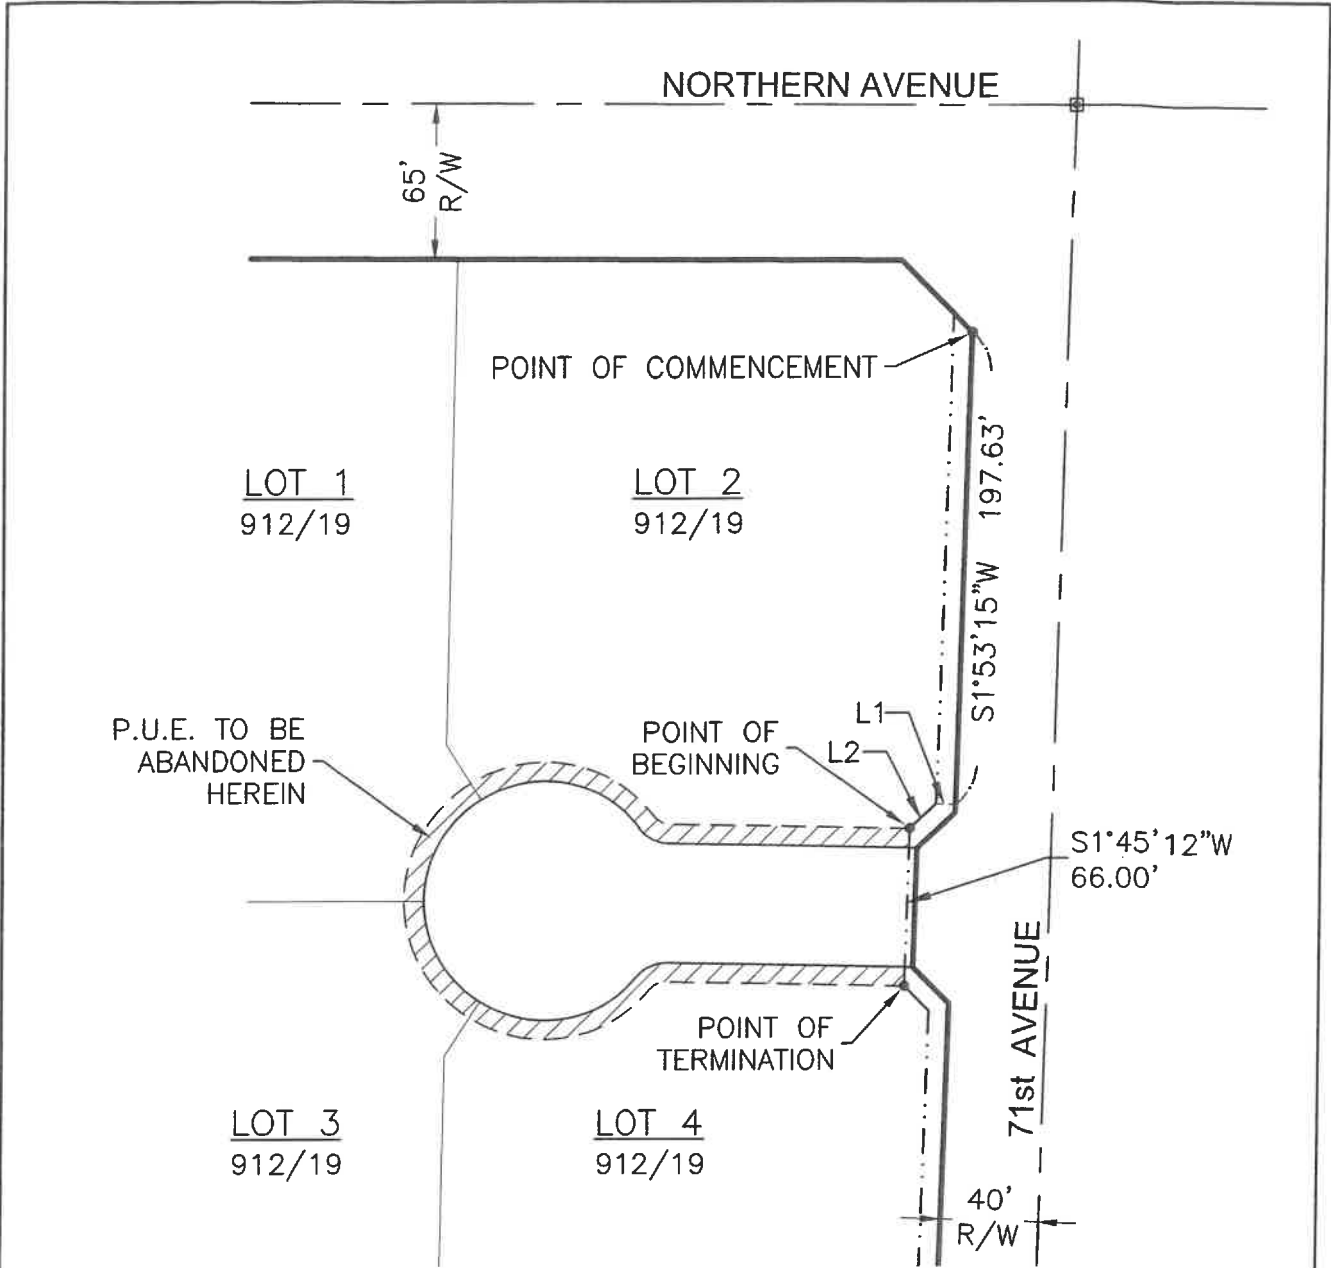 NORTHERN AVENUE
65'
R/W
POINT OF COMMENCEMENT
LOT 1
912/19
LOT 2
912/19
S1°53'15"W 197.63'
P.U.E. TO BE
ABANDONED
HEREIN
POINT OF
BEGINNING
L1
L2
S1°45'12"W
66.00'
POINT OF
TERMINATION
71st AVENUE
LOT 3
912/19
LOT 4
912/19
40'
R/W